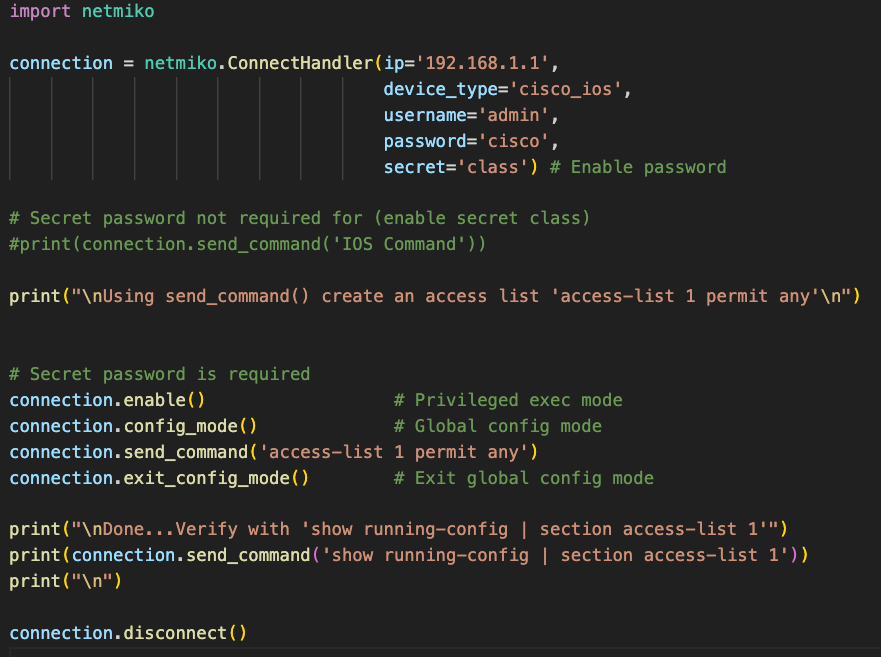 import netmiko
connection = netmiko.ConnectHandler(ip='192.168.1.1',
device_type='cisco_ios',
username='admin',
password='cisco',
secret='class') # Enable password
# Secret password not required for (enable secret class)
#print(connection.send_command('IOS Command'))
print("\nUsing send_command() create an access list 'access-list 1 permit any'\n")
# Secret password is required
connection.enable() # Privileged exec mode
connection.config_mode() # Global config mode
connection.send_command('access-list 1 permit any')
connection.exit_config_mode() # Exit global config mode
print("\nDone...Verify with 'show running-config | section access-list 1'")
print(connection.send_command('show running-config | section access-list 1'))
print("\n")
connection.disconnect()